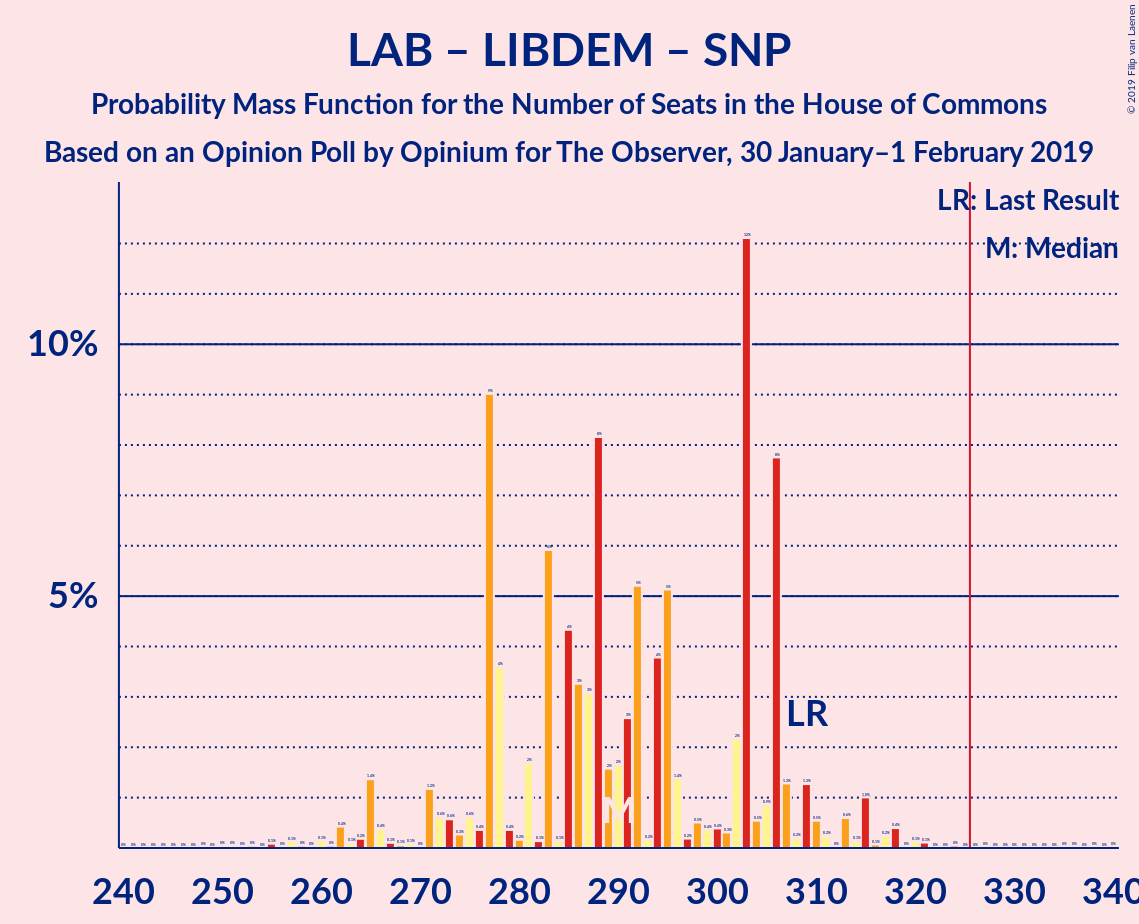 LAB – LIBDEM – SNP
Probability Mass Function for the Number of Seats in the House of Commons
Based on an Opinion Poll by Opinium for The Observer, 30 January–1 February 2019
© 2019 Filip van Laenen
LR: Last Result
M: Median
10%
5%
LR
M
240 250 260 270 280 290 300 310 320 330 340